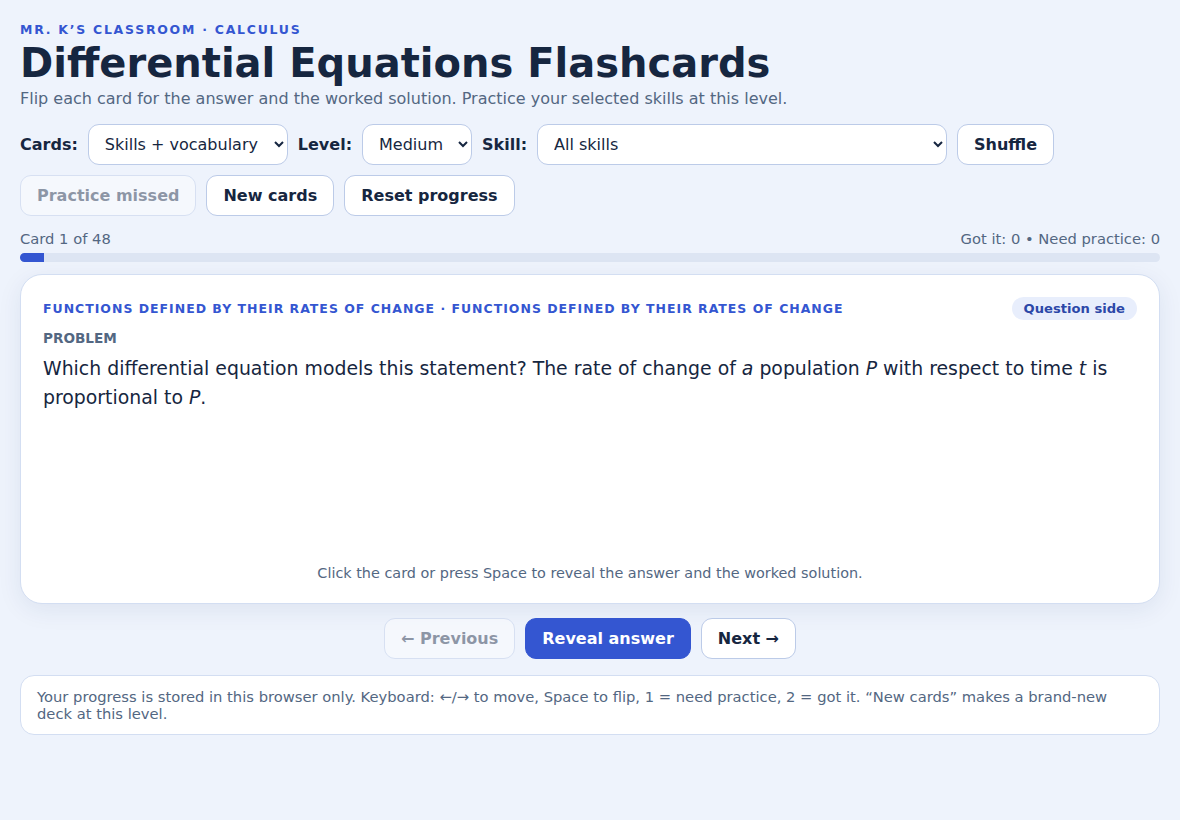 MR. K’S CLASSROOM · CALCULUS
Differential Equations Flashcards
Flip each card for the answer and the worked solution. Practice your selected skills at this level.
Cards: Skills + vocabulary Level: Medium Skill: All skills Shuffle
Practice missed New cards Reset progress
Card 1 of 48 Got it: 0 • Need practice: 0
FUNCTIONS DEFINED BY THEIR RATES OF CHANGE · FUNCTIONS DEFINED BY THEIR RATES OF CHANGE Question side
PROBLEM
Which differential equation models this statement? The rate of change of a population P with respect to time t is
proportional to P.
Click the card or press Space to reveal the answer and the worked solution.
← Previous Reveal answer Next →
Your progress is stored in this browser only. Keyboard: ←/→ to move, Space to flip, 1 = need practice, 2 = got it. “New cards” makes a brand-new
deck at this level.